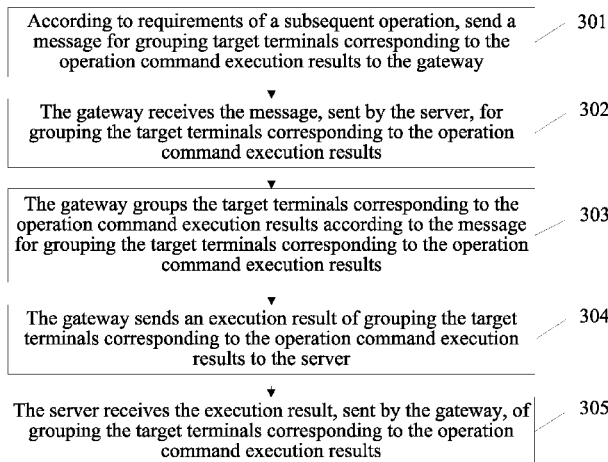 According to requirements of a subsequent operation, send a
message for grouping target terminals corresponding to the
operation command execution results to the gateway
301
The gateway receives the message, sent by the server, for
grouping the target terminals corresponding to the operation
command execution results
302
The gateway groups the target terminals corresponding to the
operation command execution results according to the message
for grouping the target terminals corresponding to the operation
command execution results
303
The gateway sends an execution result of grouping the target
terminals corresponding to the operation command execution
results to the server
304
The server receives the execution result, sent by the gateway, of
grouping the target terminals corresponding to the operation
command execution results
305